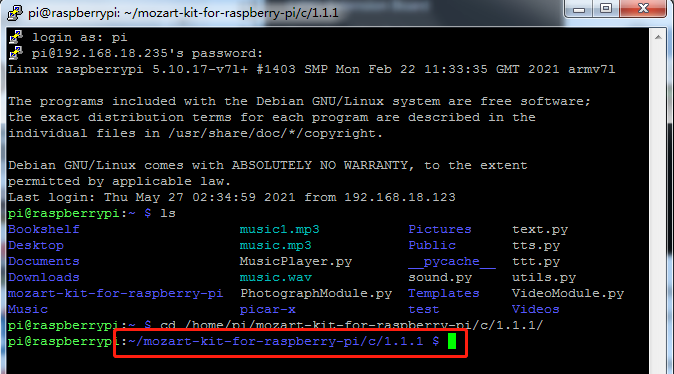 pi@raspberrypi: ~/mozart-kit-for-raspberry-pi/c/1.1.1
login as: pi
pi@192.168.18.235's password:
Linux raspberrypi 5.10.17-v7l+ #1403 SMP Mon Feb 22 11:33:35 GMT 2021 armv7l
The programs included with the Debian GNU/Linux system are free software;
the exact distribution terms for each program are described in the
individual files in /usr/share/doc/*/copyright.
Debian GNU/Linux comes with ABSOLUTELY NO WARRANTY, to the extent
permitted by applicable law.
Last login: Thu May 27 02:34:59 2021 from 192.168.18.123
pi@raspberrypi:~ $ ls
Bookshelf music1.mp3 Pictures text.py
Desktop music.mp3 Public tts.py
Documents MusicPlayer.py __pycache__ ttt.py
Downloads music.wav sound.py utils.py
mozart-kit-for-raspberry-pi PhotographModule.py Templates VideoModule.py
Music picar-x test Videos
pi@raspberrypi:~ $ cd /home/pi/mozart-kit-for-raspberry-pi/c/1.1.1/
pi@raspberrypi:~/mozart-kit-for-raspberry-pi/c/1.1.1 $